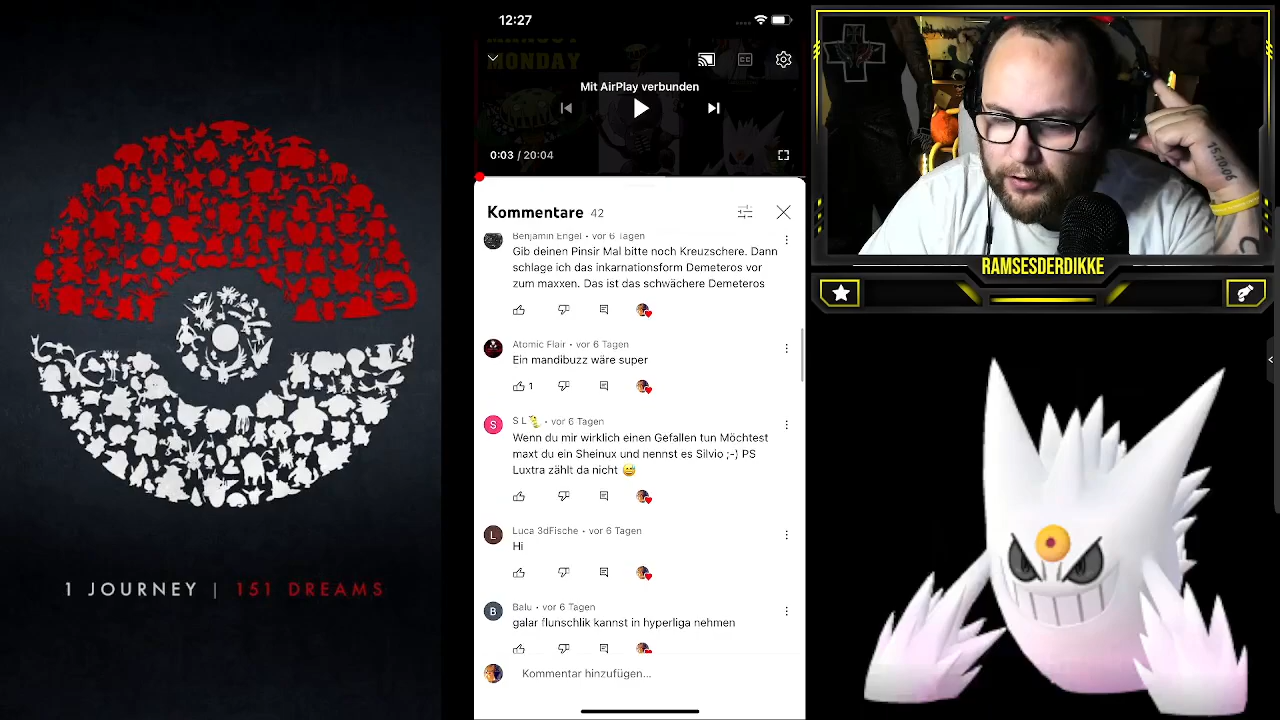 12:27
MONDAY
Mit AirPlay verbunden
0:03 / 20:04
Kommentare 42
Benjamin Engel • vor 6 Tagen
Gib deinen Pinsir Mal bitte noch Kreuzschere. Dann
schlage ich das inkarnationsform Demeteros vor
zum maxxen. Das ist das schwächere Demeteros
Atomic Flair • vor 6 Tagen
Ein mandibuzz wäre super
1
S L • vor 6 Tagen
Wenn du mir wirklich einen Gefallen tun Möchtest
maxt du ein Sheinux und nennst es Silvio ;-) PS
Luxtra zählt da nicht 😅
L
Luca 3dFische • vor 6 Tagen
Hi
B
Balu • vor 6 Tagen
galar flunschlik kannst in hyperliga nehmen
Kommentar hinzufügen...
1 JOURNEY | 151 DREAMS
15.10.06
RAMSESDERDIKKE